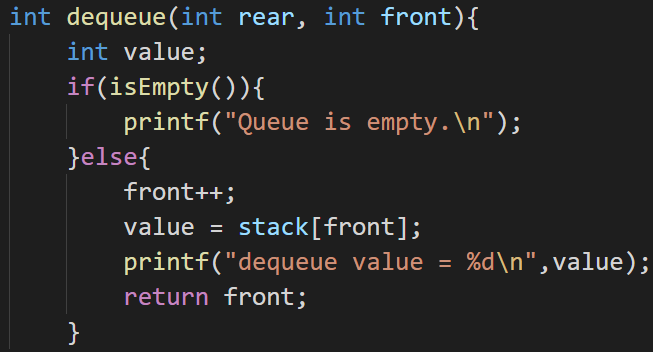 int dequeue(int rear, int front){
    int value;
    if(isEmpty()){
        printf("Queue is empty.\n");
    }else{
        front++;
        value = stack[front];
        printf("dequeue value = %d\n",value);
        return front;
    }